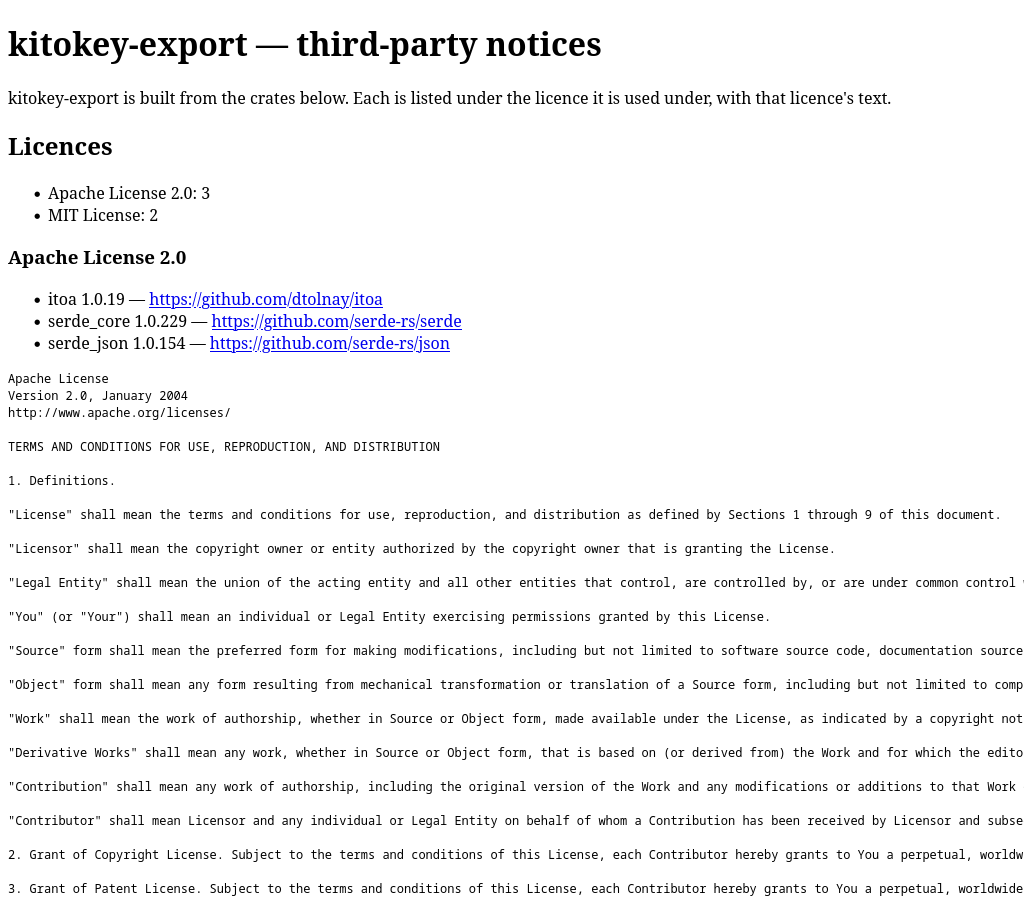 kitokey-export — third-party notices
kitokey-export is built from the crates below. Each is listed under the licence it is used under, with that licence's text.
Licences
• Apache License 2.0: 3
• MIT License: 2
Apache License 2.0
• itoa 1.0.19 — https://github.com/dtolnay/itoa
• serde_core 1.0.229 — https://github.com/serde-rs/serde
• serde_json 1.0.154 — https://github.com/serde-rs/json
Apache License
Version 2.0, January 2004
http://www.apache.org/licenses/
TERMS AND CONDITIONS FOR USE, REPRODUCTION, AND DISTRIBUTION
1. Definitions.
"License" shall mean the terms and conditions for use, reproduction, and distribution as defined by Sections 1 through 9 of this document.
"Licensor" shall mean the copyright owner or entity authorized by the copyright owner that is granting the License.
"Legal Entity" shall mean the union of the acting entity and all other entities that control, are controlled by, or are under common control
"You" (or "Your") shall mean an individual or Legal Entity exercising permissions granted by this License.
"Source" form shall mean the preferred form for making modifications, including but not limited to software source code, documentation source
"Object" form shall mean any form resulting from mechanical transformation or translation of a Source form, including but not limited to comp
"Work" shall mean the work of authorship, whether in Source or Object form, made available under the License, as indicated by a copyright not
"Derivative Works" shall mean any work, whether in Source or Object form, that is based on (or derived from) the Work and for which the edito
"Contribution" shall mean any work of authorship, including the original version of the Work and any modifications or additions to that Work
"Contributor" shall mean Licensor and any individual or Legal Entity on behalf of whom a Contribution has been received by Licensor and subse
2. Grant of Copyright License. Subject to the terms and conditions of this License, each Contributor hereby grants to You a perpetual, worldw
3. Grant of Patent License. Subject to the terms and conditions of this License, each Contributor hereby grants to You a perpetual, worldwide